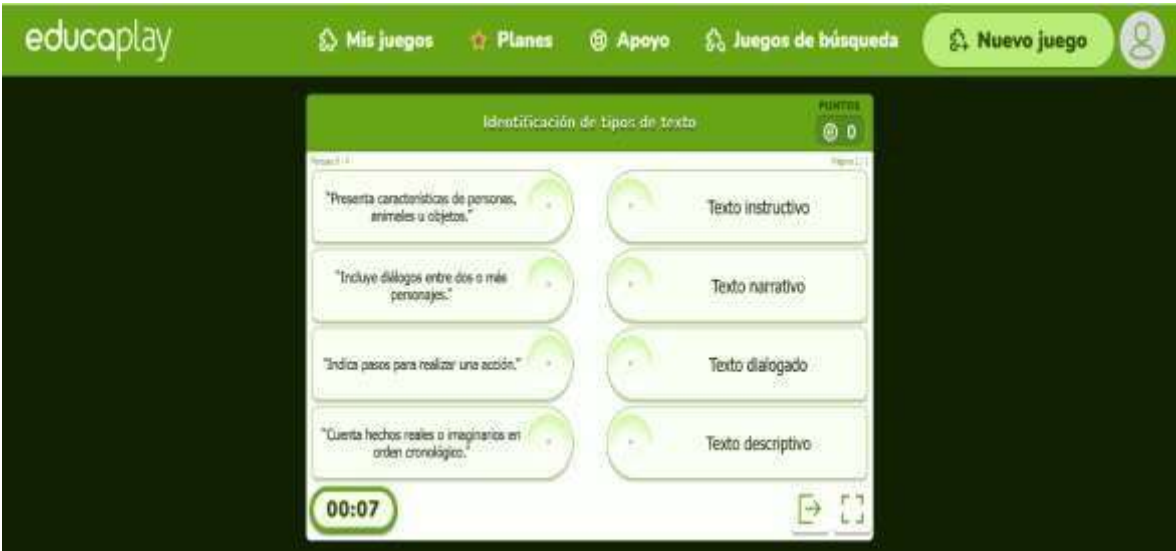 educaplay
Mis juegos
Planes
Apoyo
Juegos de búsqueda
Nuevo juego
Identificación de tipos de texto
PUNTOS
0
"Presenta características de personas,
animales u objetos."
Texto instructivo
"Incluye diálogos entre dos o más
personajes."
Texto narrativo
"Indica pasos para realizar una acción."
Texto dialogado
"Cuenta hechos reales o imaginarios en
orden cronológico."
Texto descriptivo
00:07